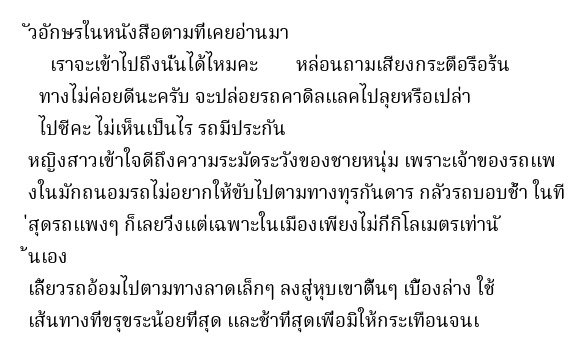 ัวอักษรในหนังสือตามที่เคยอ่านมา
เราจะเข้าไปถึงนั้นได้ไหมคะ หล่อนถามเสียงกระตือรือร้น
ทางไม่ค่อยดีนะครับ จะปล่อยรถคาดิลแลคไปลุยหรือเปล่า
ไปซีคะ ไม่เห็นเป็นไร รถมีประกัน
หญิงสาวเข้าใจดีถึงความระมัดระวังของชายหนุ่ม เพราะเจ้าของรถแพ
งในมักถนอมรถไม่อยากให้ขับไปตามทางทุรกันดาร กลัวรถบอบช้ำ ในที
่สุดรถแพงๆ ก็เลยวิ่งแต่เฉพาะในเมืองเพียงไม่กี่กิโลเมตรเท่านั
้นเอง
เลี้ยวรถอ้อมไปตามทางลาดเล็กๆ ลงสู่หุบเขาตื้นๆ เบื้องล่าง ใช้
เส้นทางที่ขรุขระน้อยที่สุด และช้าที่สุดเพื่อมิให้กระเทือนจนเ